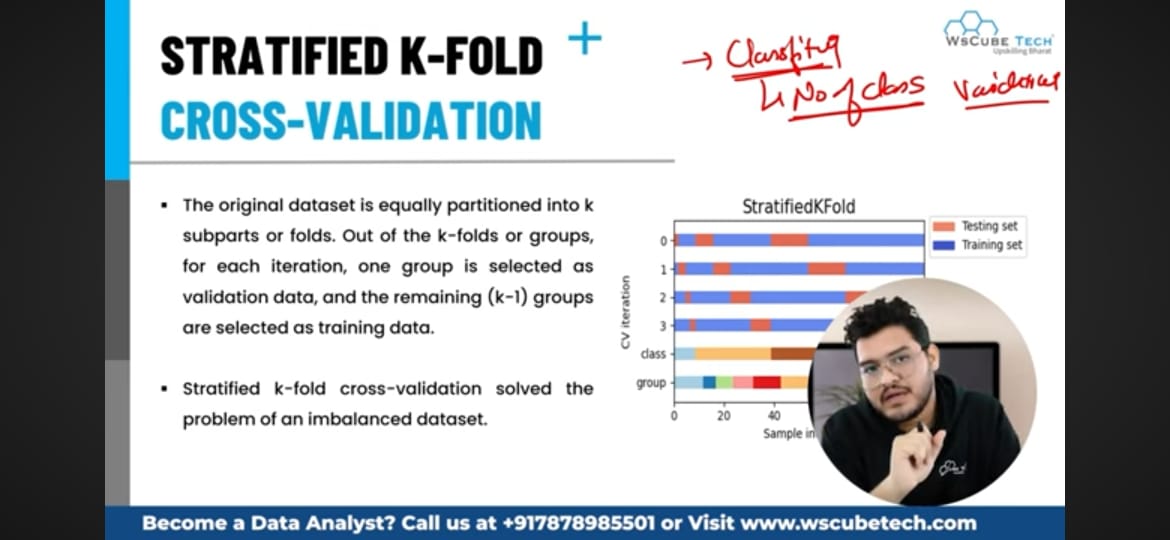 STRATIFIED K-FOLD
CROSS-VALIDATION
No of class
WSCUBE TECH
Upskilling Bharat
▪ The original dataset is equally partitioned into k
subparts or folds. Out of the k-folds or groups,
for each iteration, one group is selected as
validation data, and the remaining (k-1) groups
are selected as training data.
▪ Stratified k-fold cross-validation solved the
problem of an imbalanced dataset.
StratifiedKFold
Testing set
Training set
CV iteration
0
1
2
3
class
group
0 20 40
Sample in
Become a Data Analyst? Call us at +917878985501 or Visit www.wscubetech.com